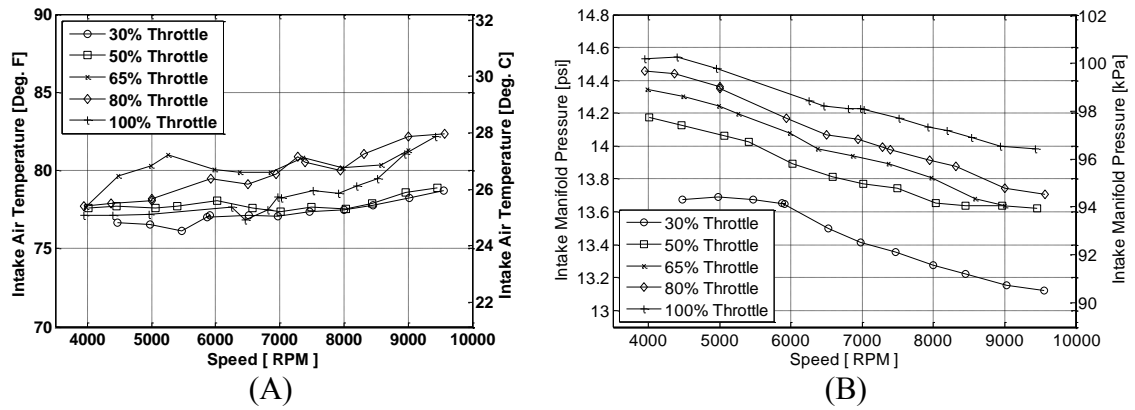 90
85
80
75
70
Intake Air Temperature [Deg. F]
30% Throttle
50% Throttle
65% Throttle
80% Throttle
100% Throttle
32
30
28
26
24
22
Intake Air Temperature [Deg. C]
4000 5000 6000 7000 8000 9000 10000
Speed [ RPM ]
(A)
14.8
14.6
14.4
14.2
14
13.8
13.6
13.4
13.2
13
Intake Manifold Pressure [psi]
30% Throttle
50% Throttle
65% Throttle
80% Throttle
100% Throttle
102
100
98
96
94
92
90
Intake Manifold Pressure [kPa]
4000 5000 6000 7000 8000 9000 10000
Speed [ RPM ]
(B)